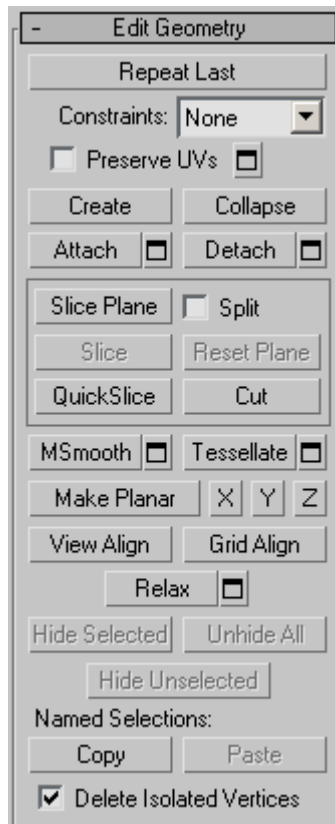 - Edit Geometry
Repeat Last
Constraints: None
Preserve UVs
Create Collapse
Attach Detach
Slice Plane Split
Slice Reset Plane
QuickSlice Cut
MSmooth Tessellate
Make Planar X Y Z
View Align Grid Align
Relax
Hide Selected Unhide All
Hide Unselected
Named Selections:
Copy Paste
Delete Isolated Vertices